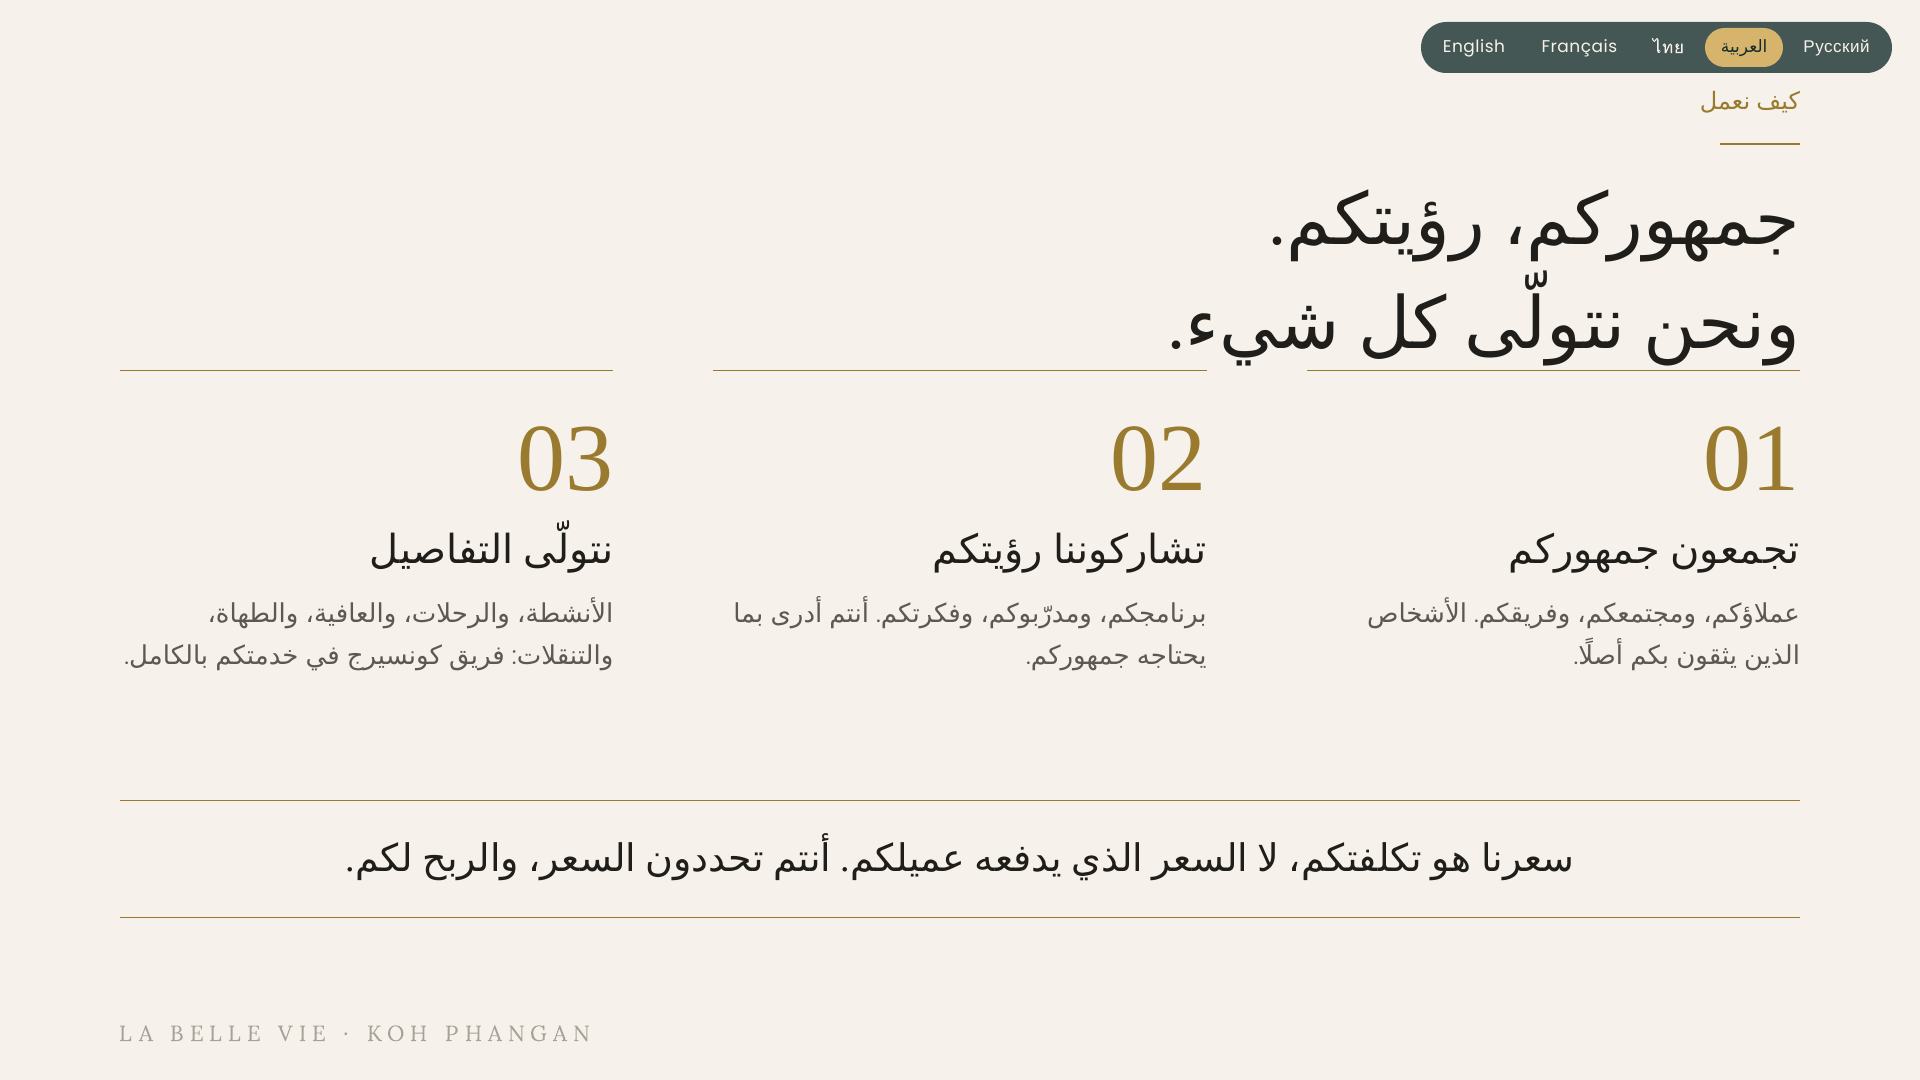 English Français ไทย العربية Русский
كيف نعمل
جمهوركم، رؤيتكم.
ونحن نتولّى كل شيء.
01
تجمعون جمهوركم
عملاؤكم، ومجتمعكم، وفريقكم. الأشخاص
الذين يثقون بكم أصلًا.
02
تشاركوننا رؤيتكم
برنامجكم، ومدرّبوكم، وفكرتكم. أنتم أدرى بما
يحتاجه جمهوركم.
03
نتولّى التفاصيل
الأنشطة، والرحلات، والعافية، والطهاة،
والتنقلات: فريق كونسيرج في خدمتكم بالكامل.
سعرنا هو تكلفتكم، لا السعر الذي يدفعه عميلكم. أنتم تحددون السعر، والربح لكم.
LA BELLE VIE · KOH PHANGAN